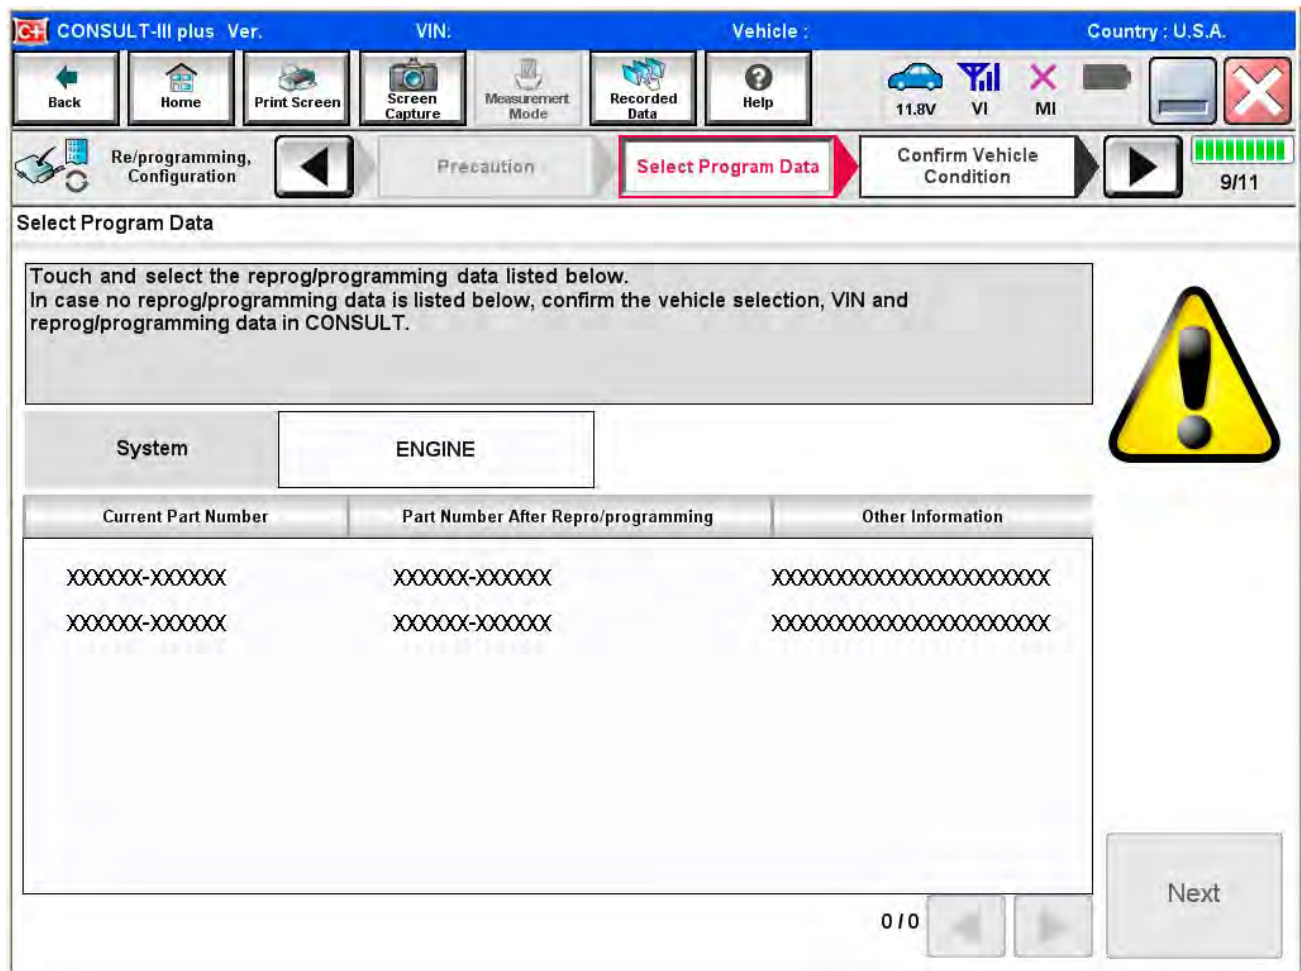 C+ CONSULT-III plus Ver. VIN: Vehicle : Country : U.S.A.
Back
Home
Print Screen
Screen Capture
Measurement Mode
Recorded Data
Help
11.8V
VI
MI
Re/programming, Configuration
Precaution
Select Program Data
Confirm Vehicle Condition
9/11
Select Program Data
Touch and select the reprog/programming data listed below.
In case no reprog/programming data is listed below, confirm the vehicle selection, VIN and
reprog/programming data in CONSULT.
System ENGINE
Current Part Number Part Number After Repro/programming Other Information
XXXXXX-XXXXXX XXXXXX-XXXXXX XXXXXXXXXXXXXXXXXXXXXX
XXXXXX-XXXXXX XXXXXX-XXXXXX XXXXXXXXXXXXXXXXXXXXXX
Next
0/0